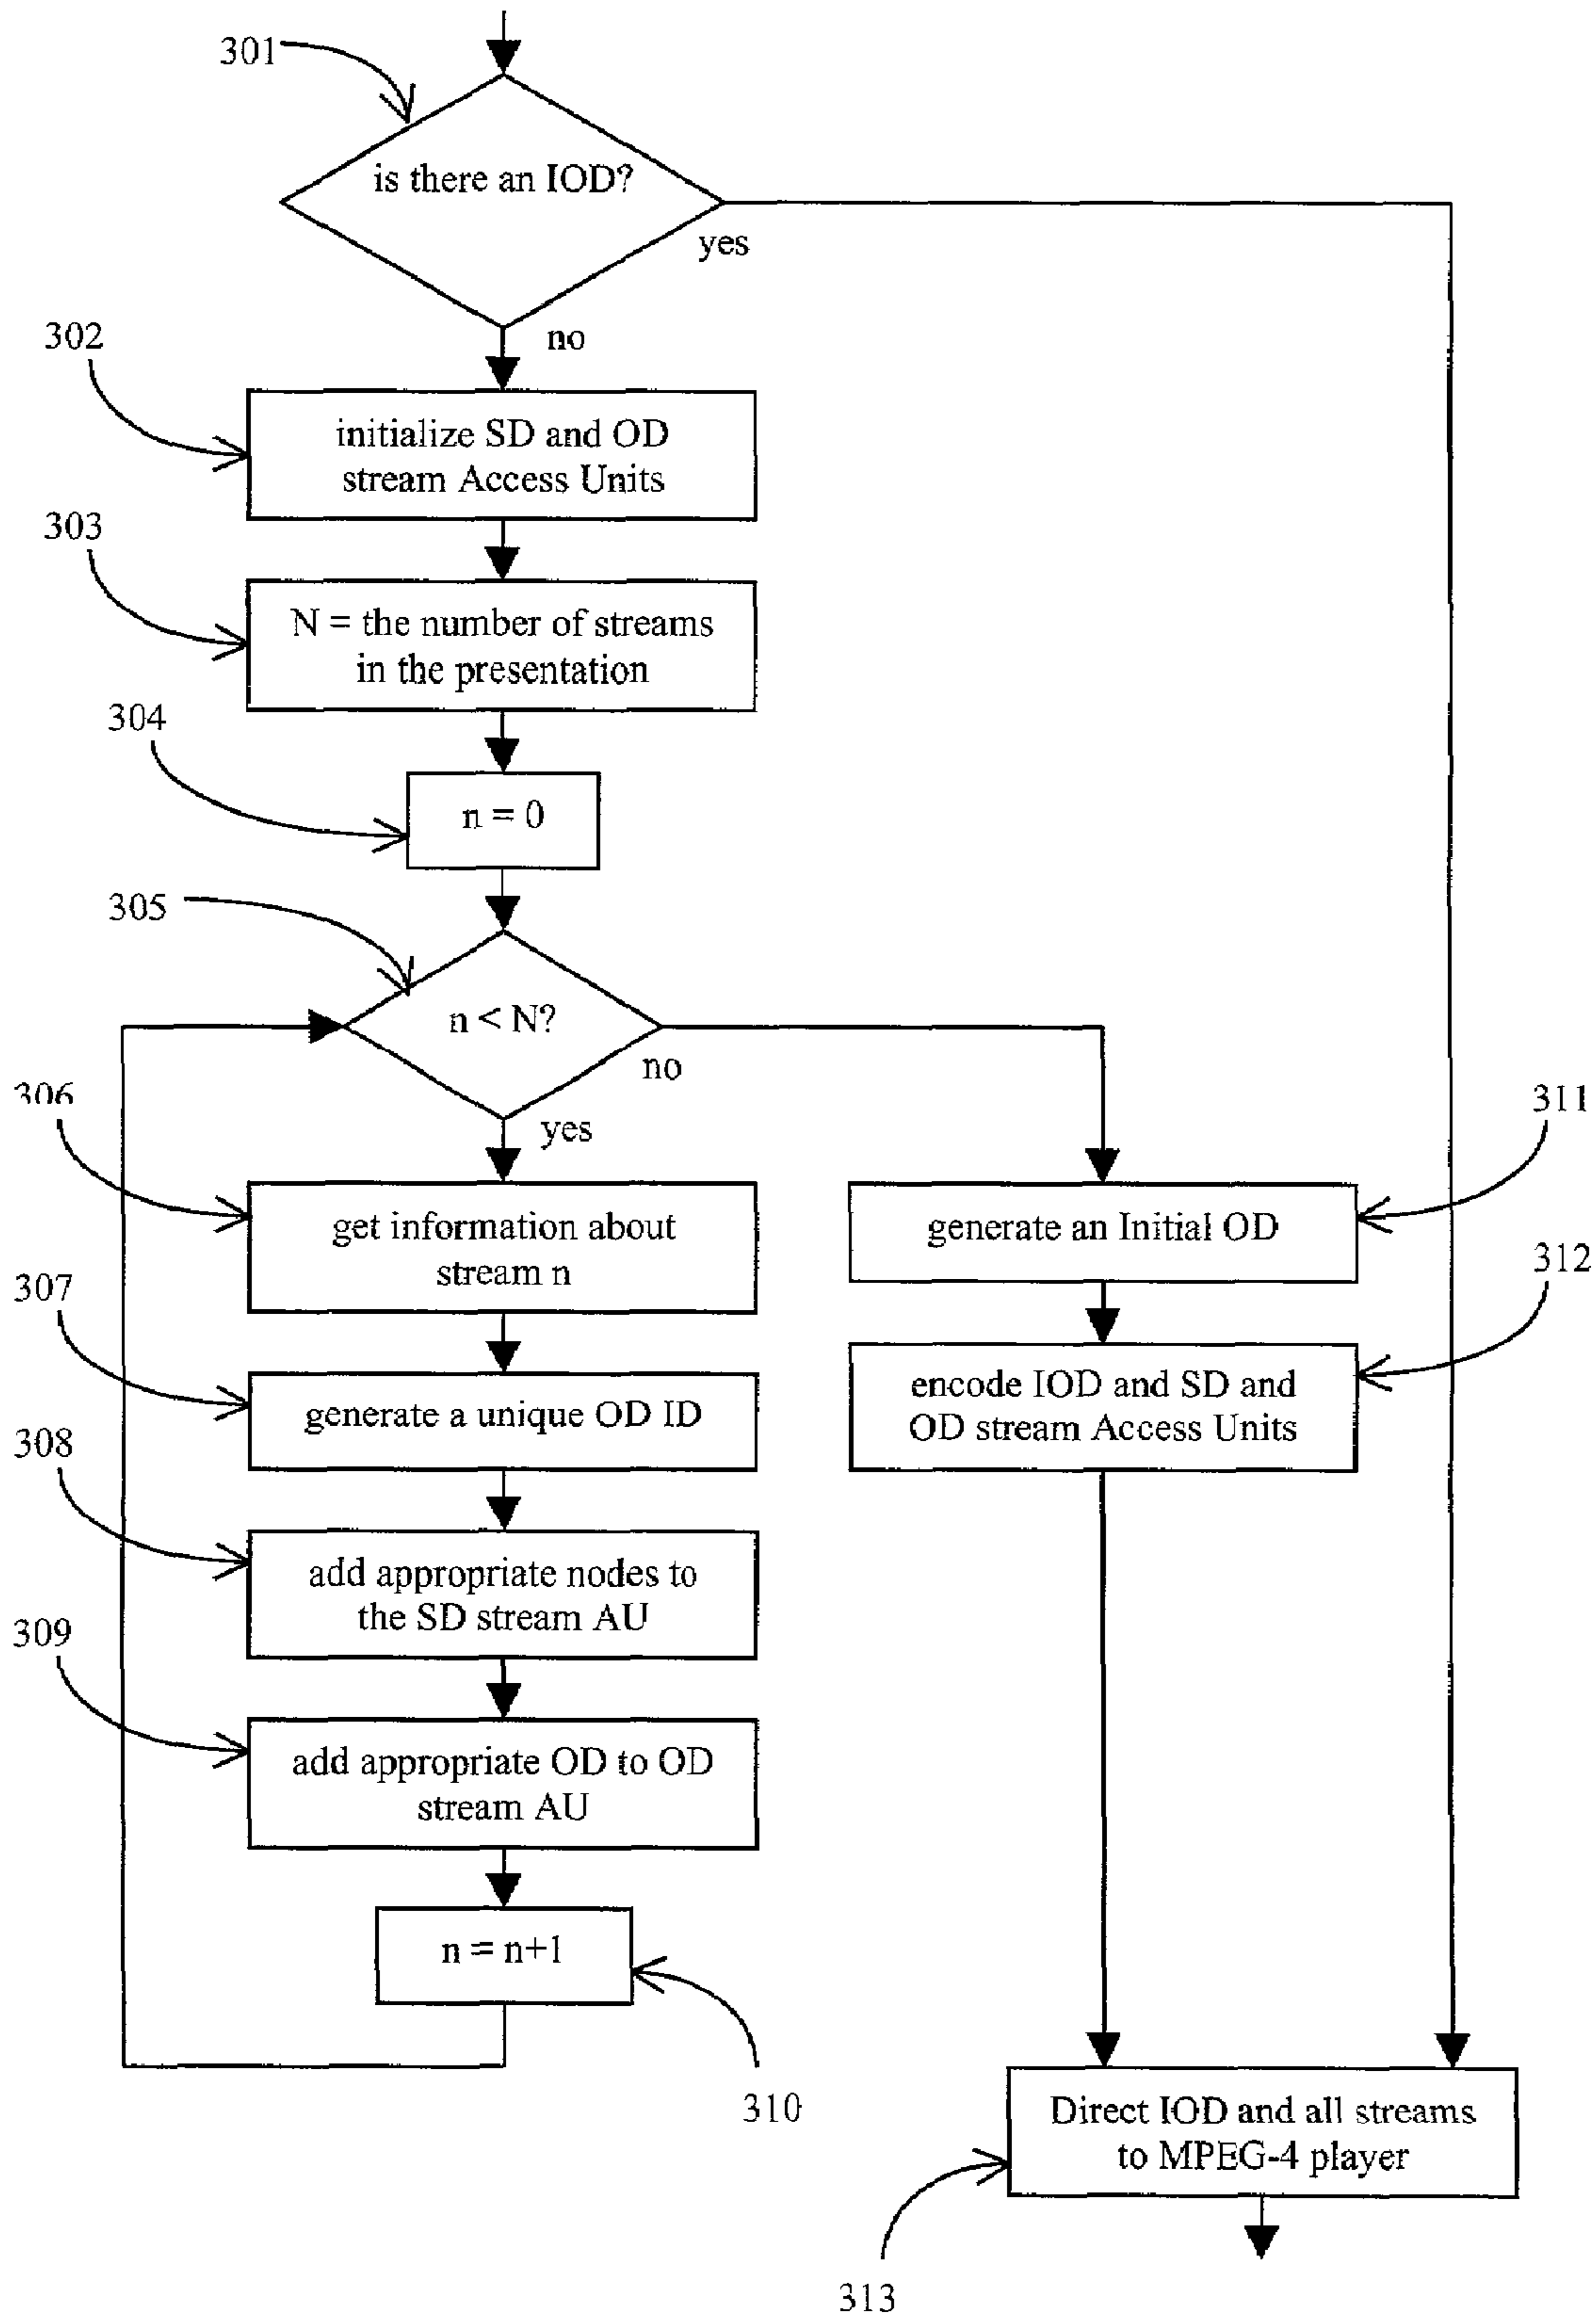 301
is there an IOD?
yes
no
302
initialize SD and OD
stream Access Units
303
N = the number of streams
in the presentation
304
n = 0
305
n < N?
no
yes
306
get information about
stream n
311
generate an Initial OD
307
generate a unique OD ID
312
encode IOD and SD and
OD stream Access Units
308
add appropriate nodes to
the SD stream AU
309
add appropriate OD to OD
stream AU
n = n+1
310
Direct IOD and all streams
to MPEG-4 player
313